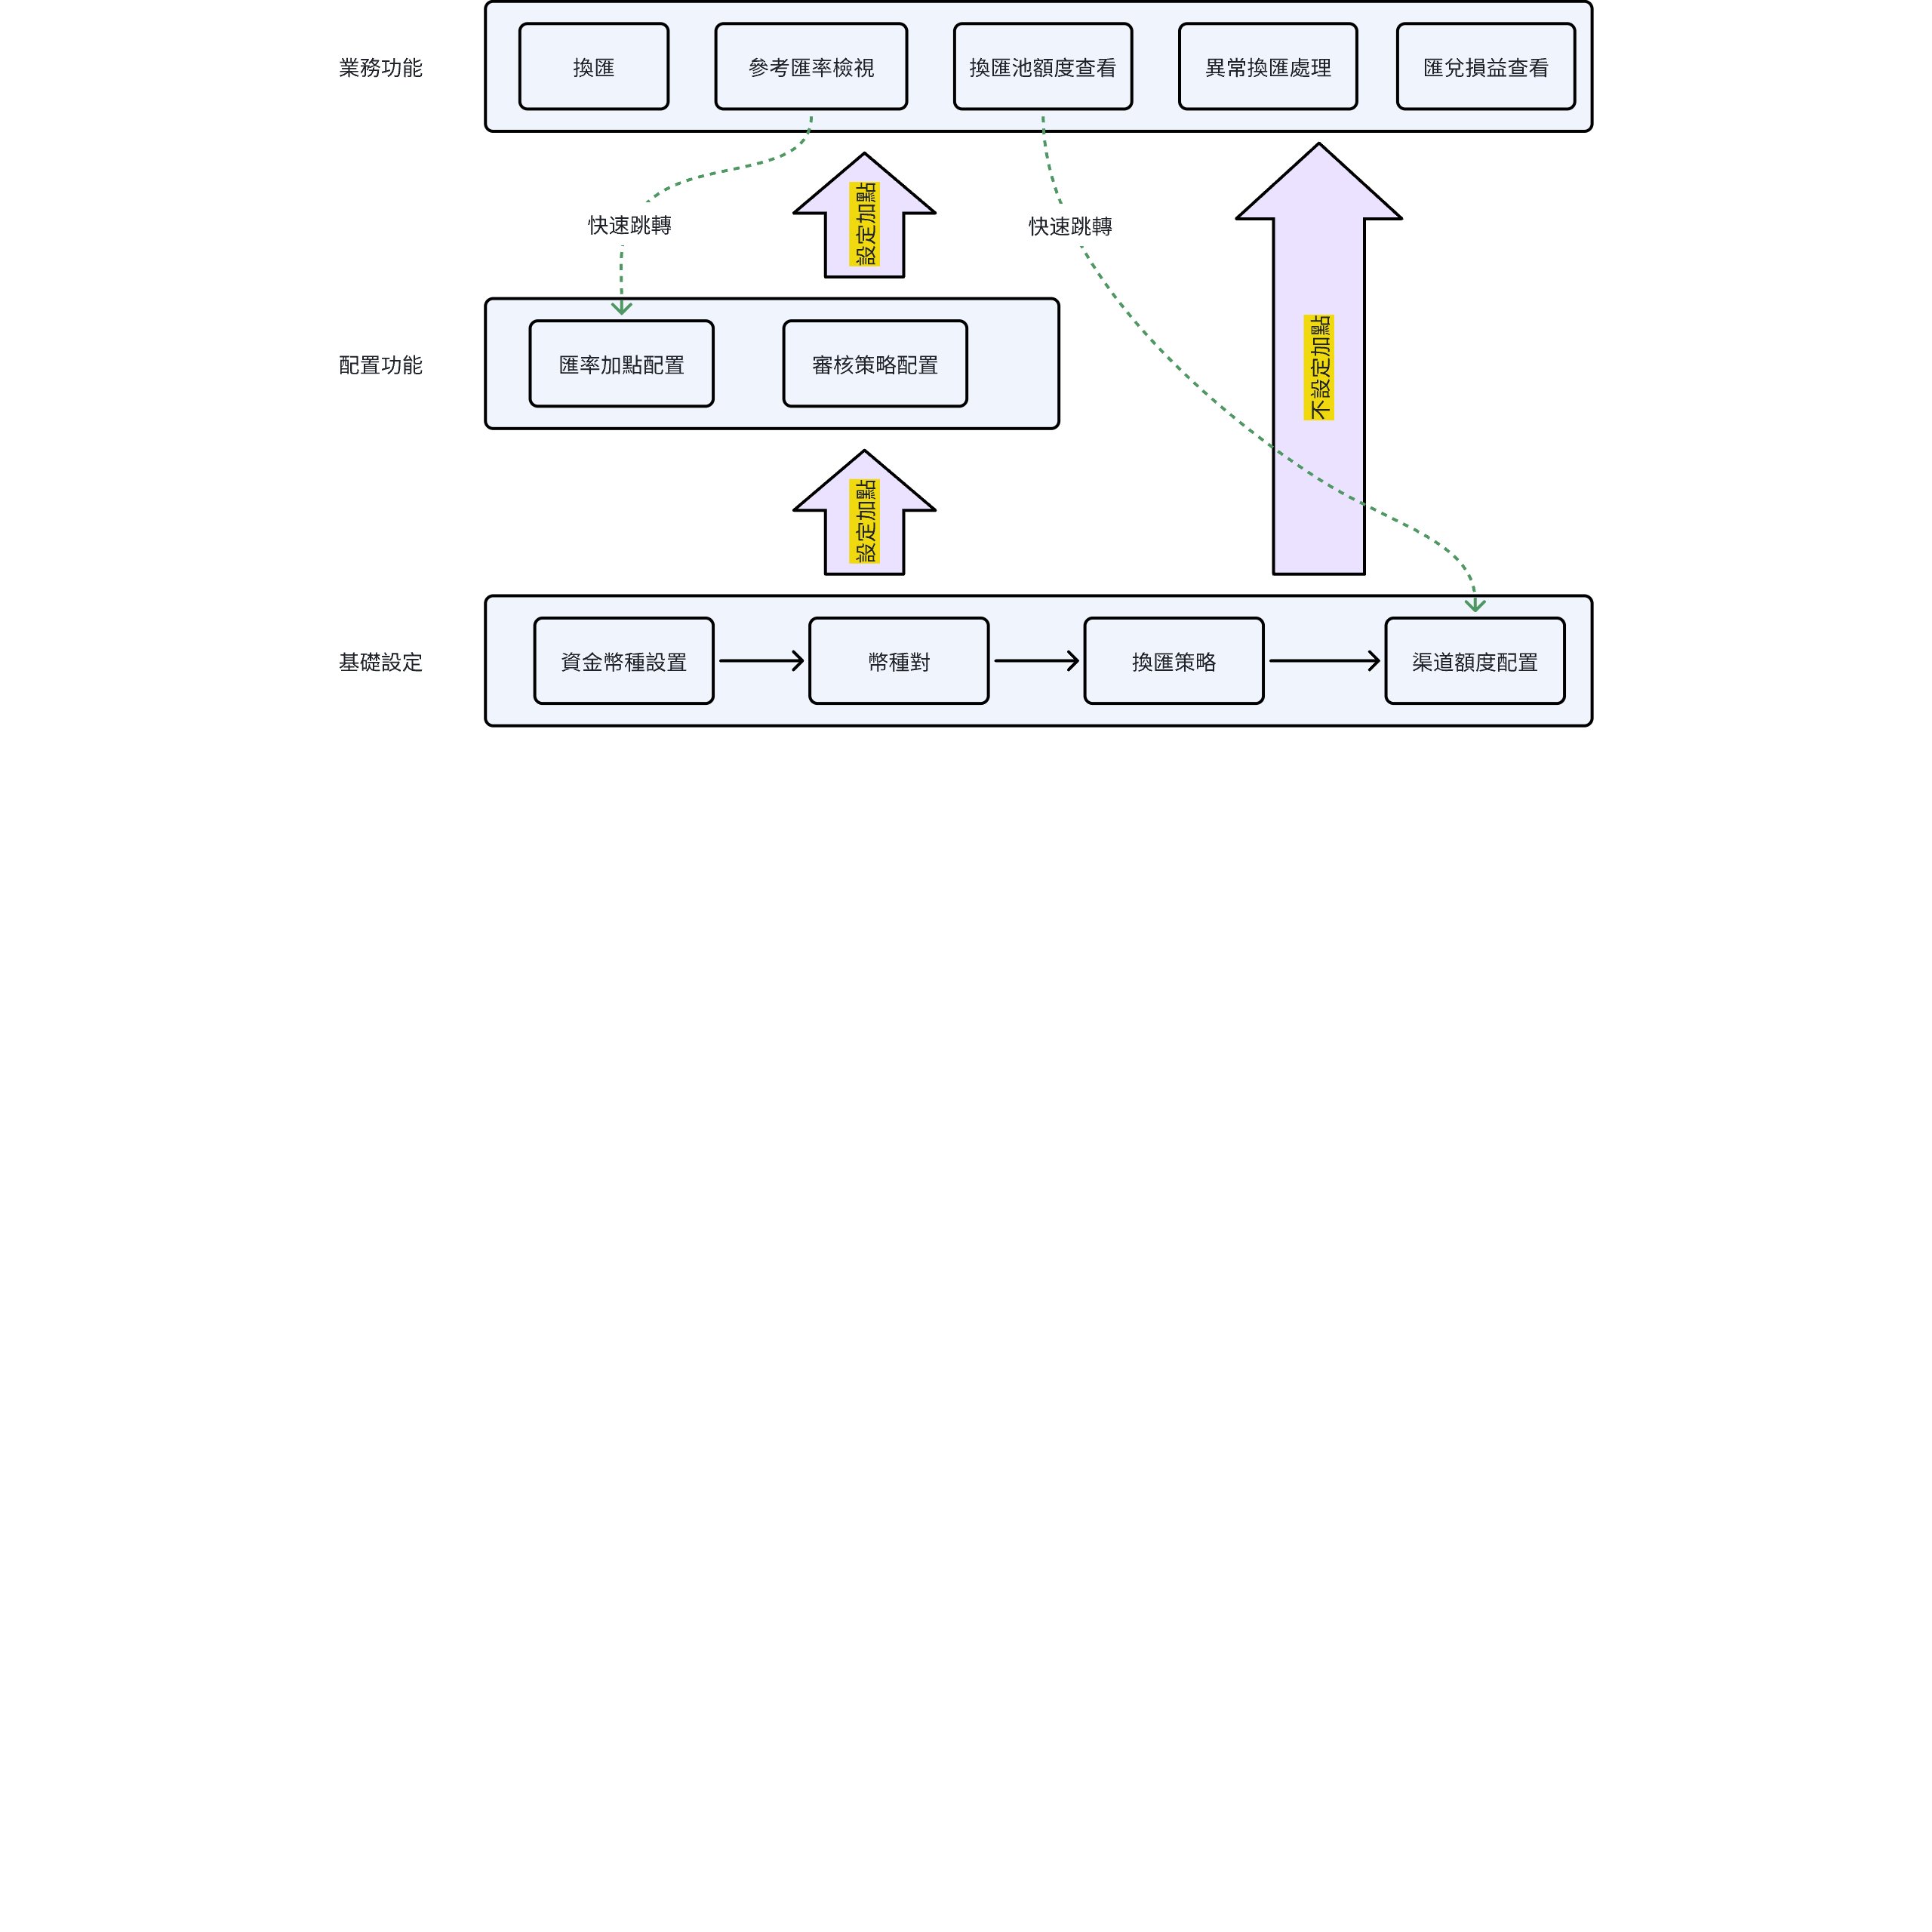 業務功能
換匯
參考匯率檢視
換匯池額度查看
異常換匯處理
匯兌損益查看
快速跳轉
設定加點
快速跳轉
不設定加點
配置功能
匯率加點配置
審核策略配置
設定加點
基礎設定
資金幣種設置
幣種對
換匯策略
渠道額度配置